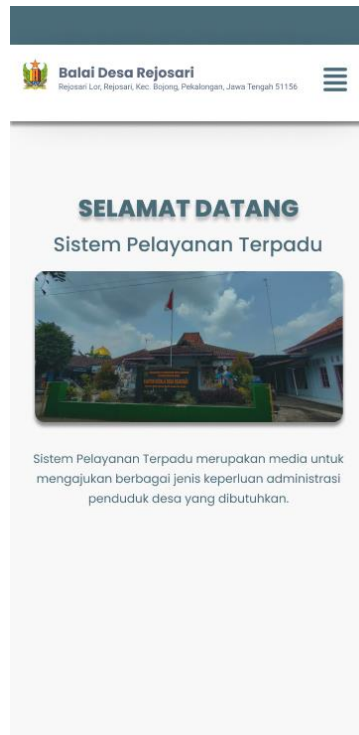 Balai Desa Rejosari
Rejosari Lor, Rejosari, Kec. Bojong, Pekalongan, Jawa Tengah 51156
SELAMAT DATANG
Sistem Pelayanan Terpadu
Sistem Pelayanan Terpadu merupakan media untuk
mengajukan berbagai jenis keperluan administrasi
penduduk desa yang dibutuhkan.